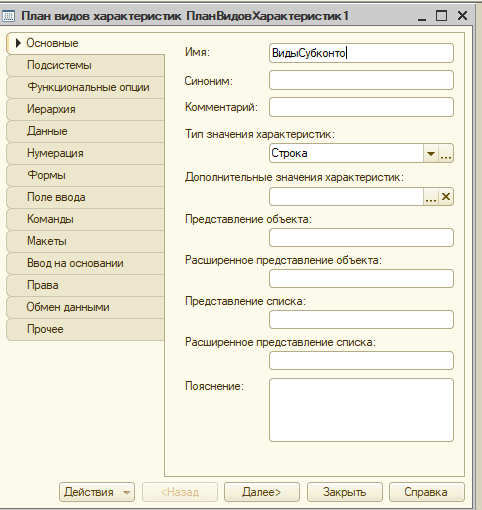 План видов характеристик ПланВидовХарактеристик1
Основные
Подсистемы
Функциональные опции
Иерархия
Данные
Нумерация
Формы
Поле ввода
Команды
Макеты
Ввод на основании
Права
Обмен данными
Прочее
Имя: ВидыСубконто
Синоним:
Комментарий:
Тип значения характеристик:
Строка
Дополнительные значения характеристик:
Представление объекта:
Расширенное представление объекта:
Представление списка:
Расширенное представление списка:
Пояснение:
Действия <Назад Далее> Закрыть Справка